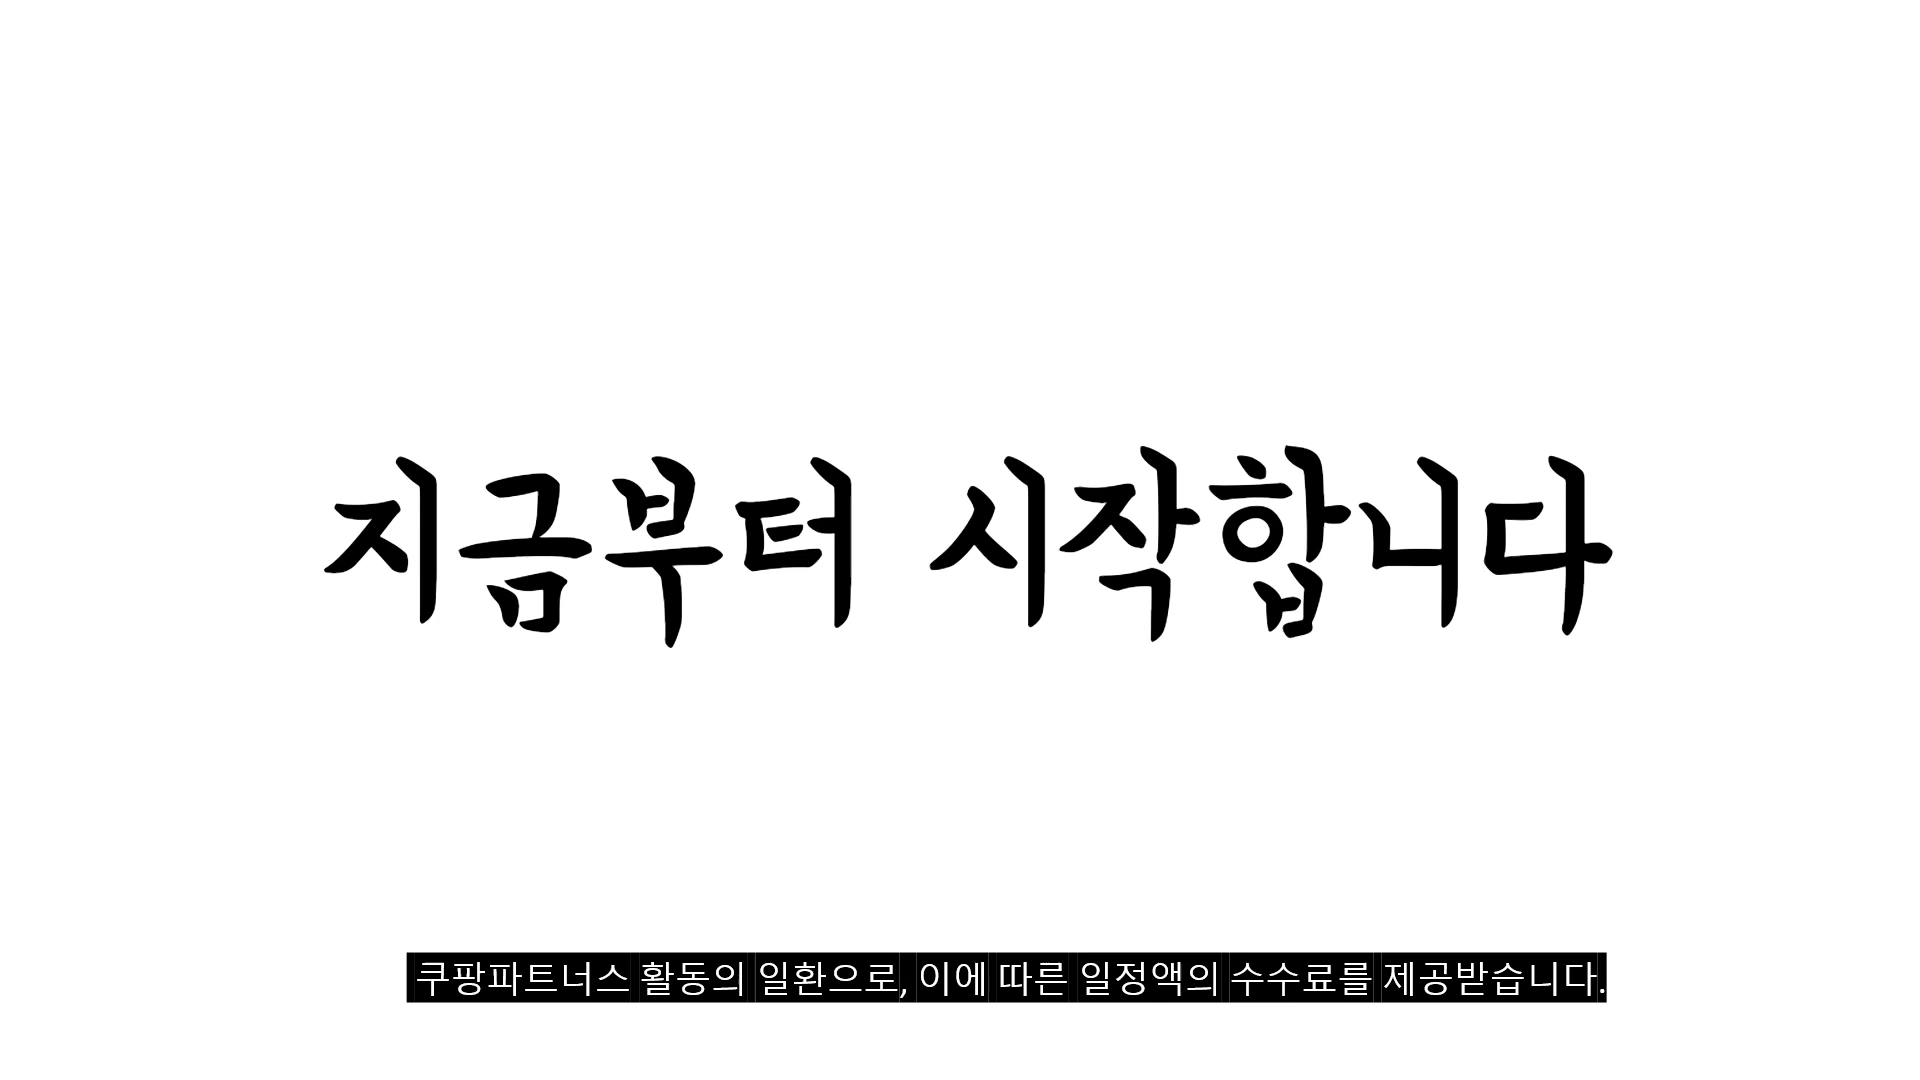 지금부터 시작합니다
쿠팡파트너스 활동의 일환으로, 이에 따른 일정액의 수수료를 제공받습니다.